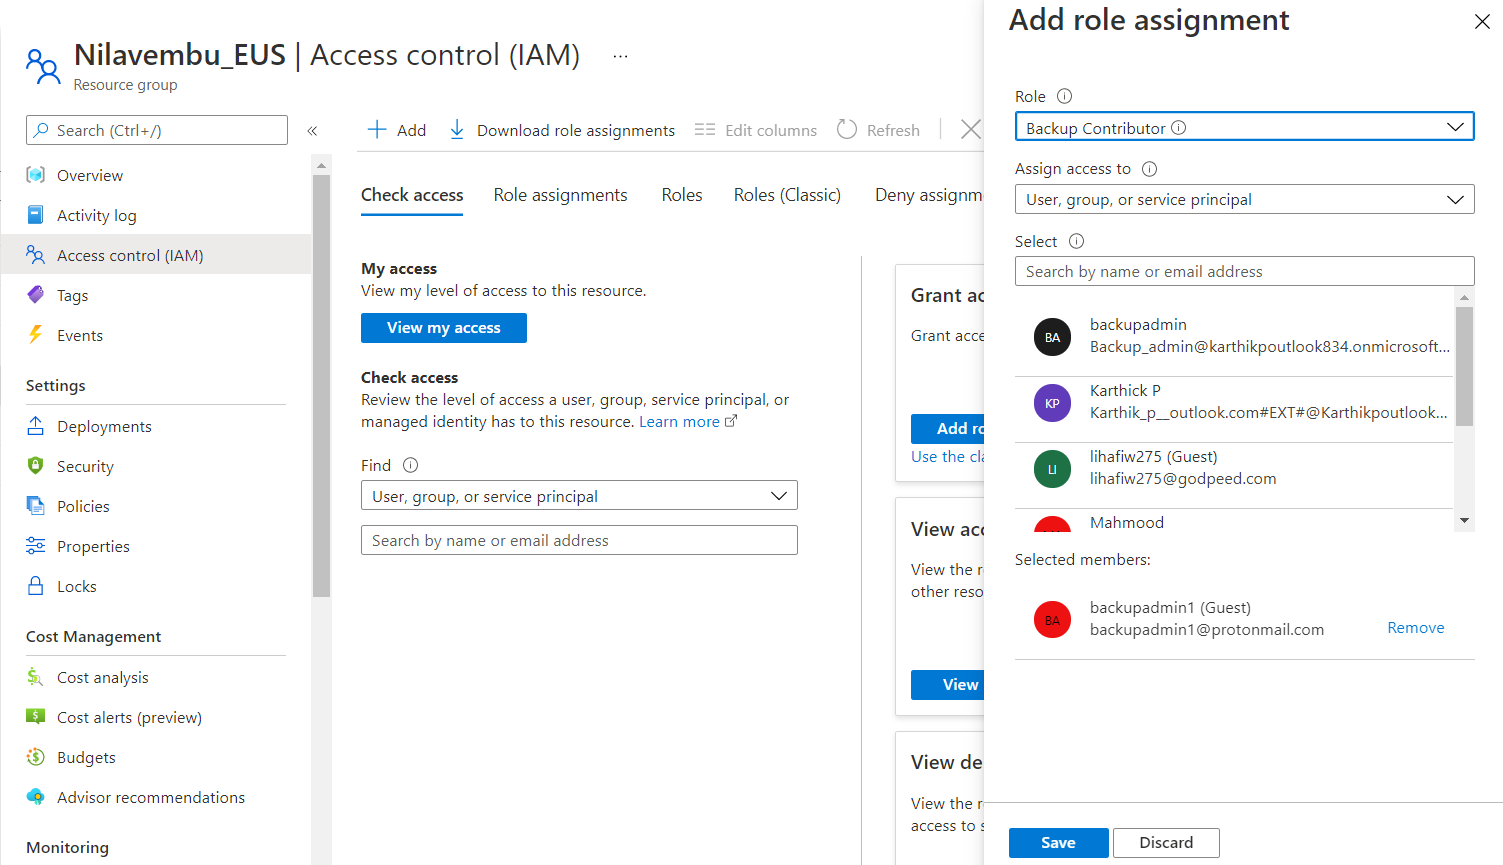 Nilavembu_EUS | Access control (IAM) ...
Resource group
Search (Ctrl+/)
«
Overview
Activity log
Access control (IAM)
Tags
Events
Settings
Deployments
Security
Policies
Properties
Locks
Cost Management
Cost analysis
Cost alerts (preview)
Budgets
Advisor recommendations
Monitoring
Add
Download role assignments
Edit columns
Refresh
Check access
Role assignments
Roles
Roles (Classic)
Deny assignm
My access
View my level of access to this resource.
View my access
Check access
Review the level of access a user, group, service principal, or
managed identity has to this resource. Learn more
Find
User, group, or service principal
Search by name or email address
Grant ac
Grant acce
Add ro
Use the cla
View acc
View the r
other reso
View
View de
View the r
access to s
Add role assignment
Role
Backup Contributor
Assign access to
User, group, or service principal
Select
Search by name or email address
BA
backupadmin
Backup_admin@karthikpoutlook834.onmicrosoft...
KP
Karthick P
Karthik_p__outlook.com#EXT#@Karthikpoutlook...
LI
lihafiw275 (Guest)
lihafiw275@godpeed.com
Mahmood
Selected members:
BA
backupadmin1 (Guest)
backupadmin1@protonmail.com
Remove
Save
Discard